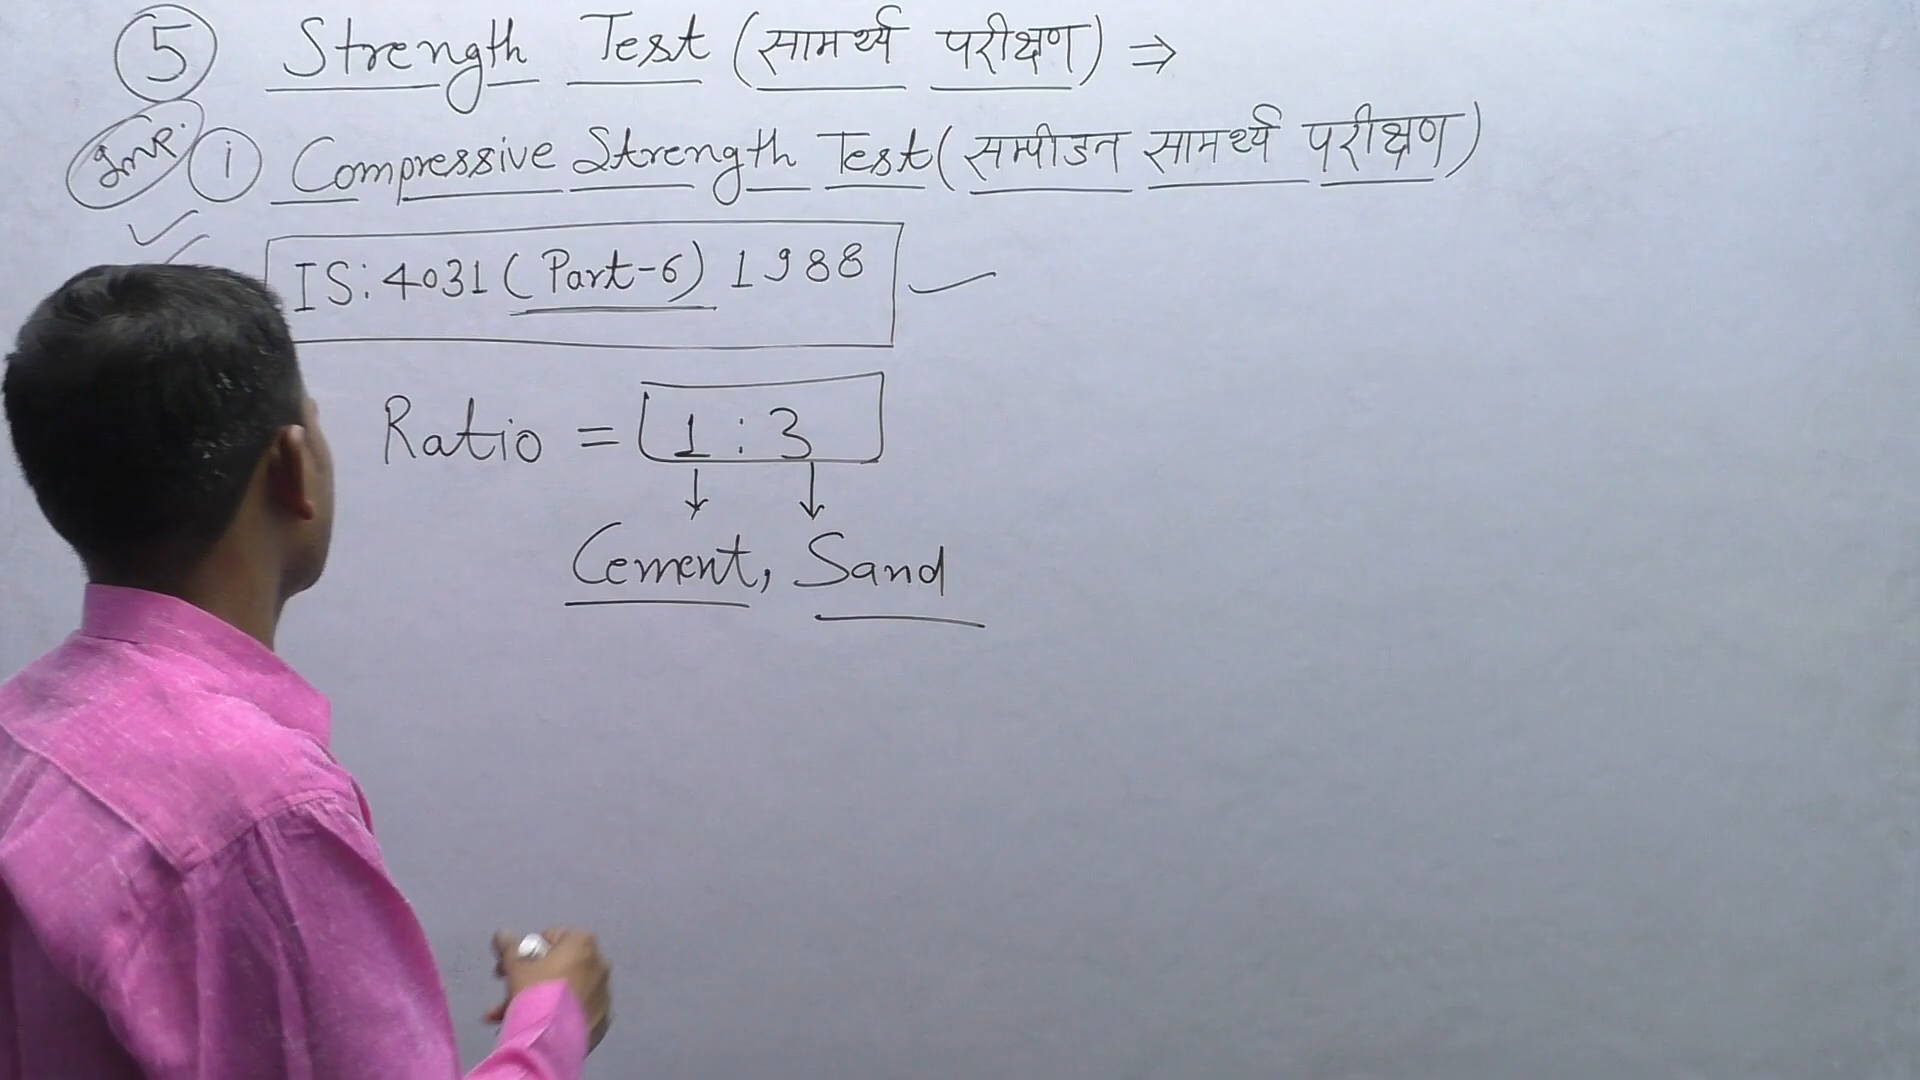 5 Strength Test (सामर्थ्य परीक्षण) ⇒
Imp. i Compressive Strength Test (सम्पीडन सामर्थ्य परीक्षण)
IS: 4031 (Part-6) 1988
Ratio = 1 : 3
Cement, Sand